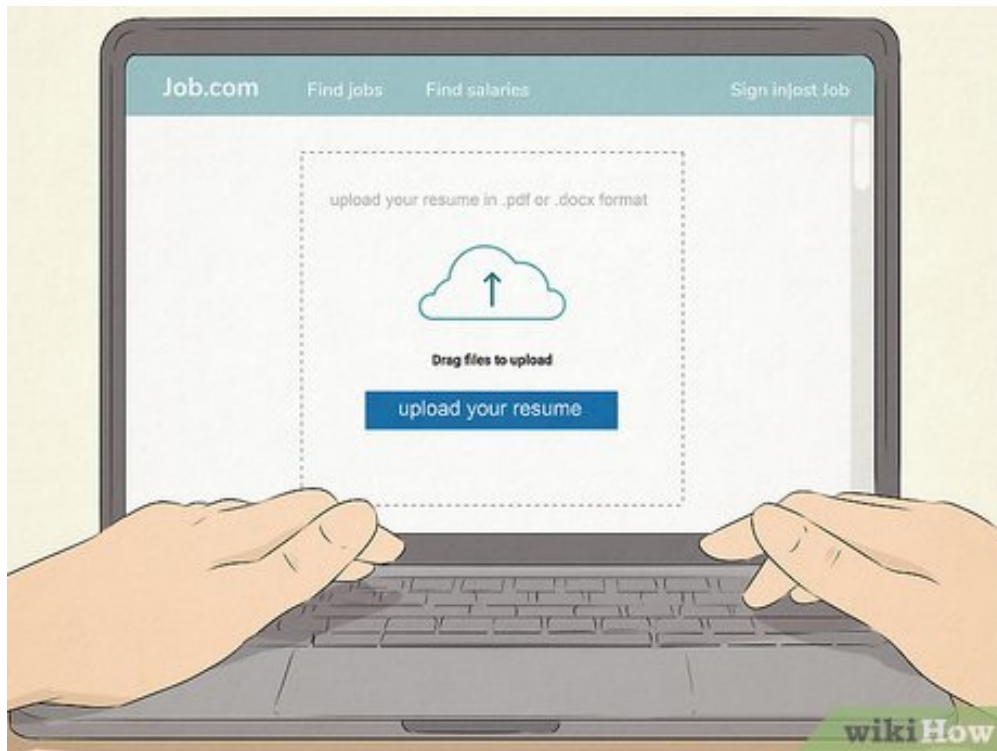 Job.com Find jobs Find salaries Sign in|ost Job
upload your resume in .pdf or .docx format
Drag files to upload
upload your resume
wikiHow